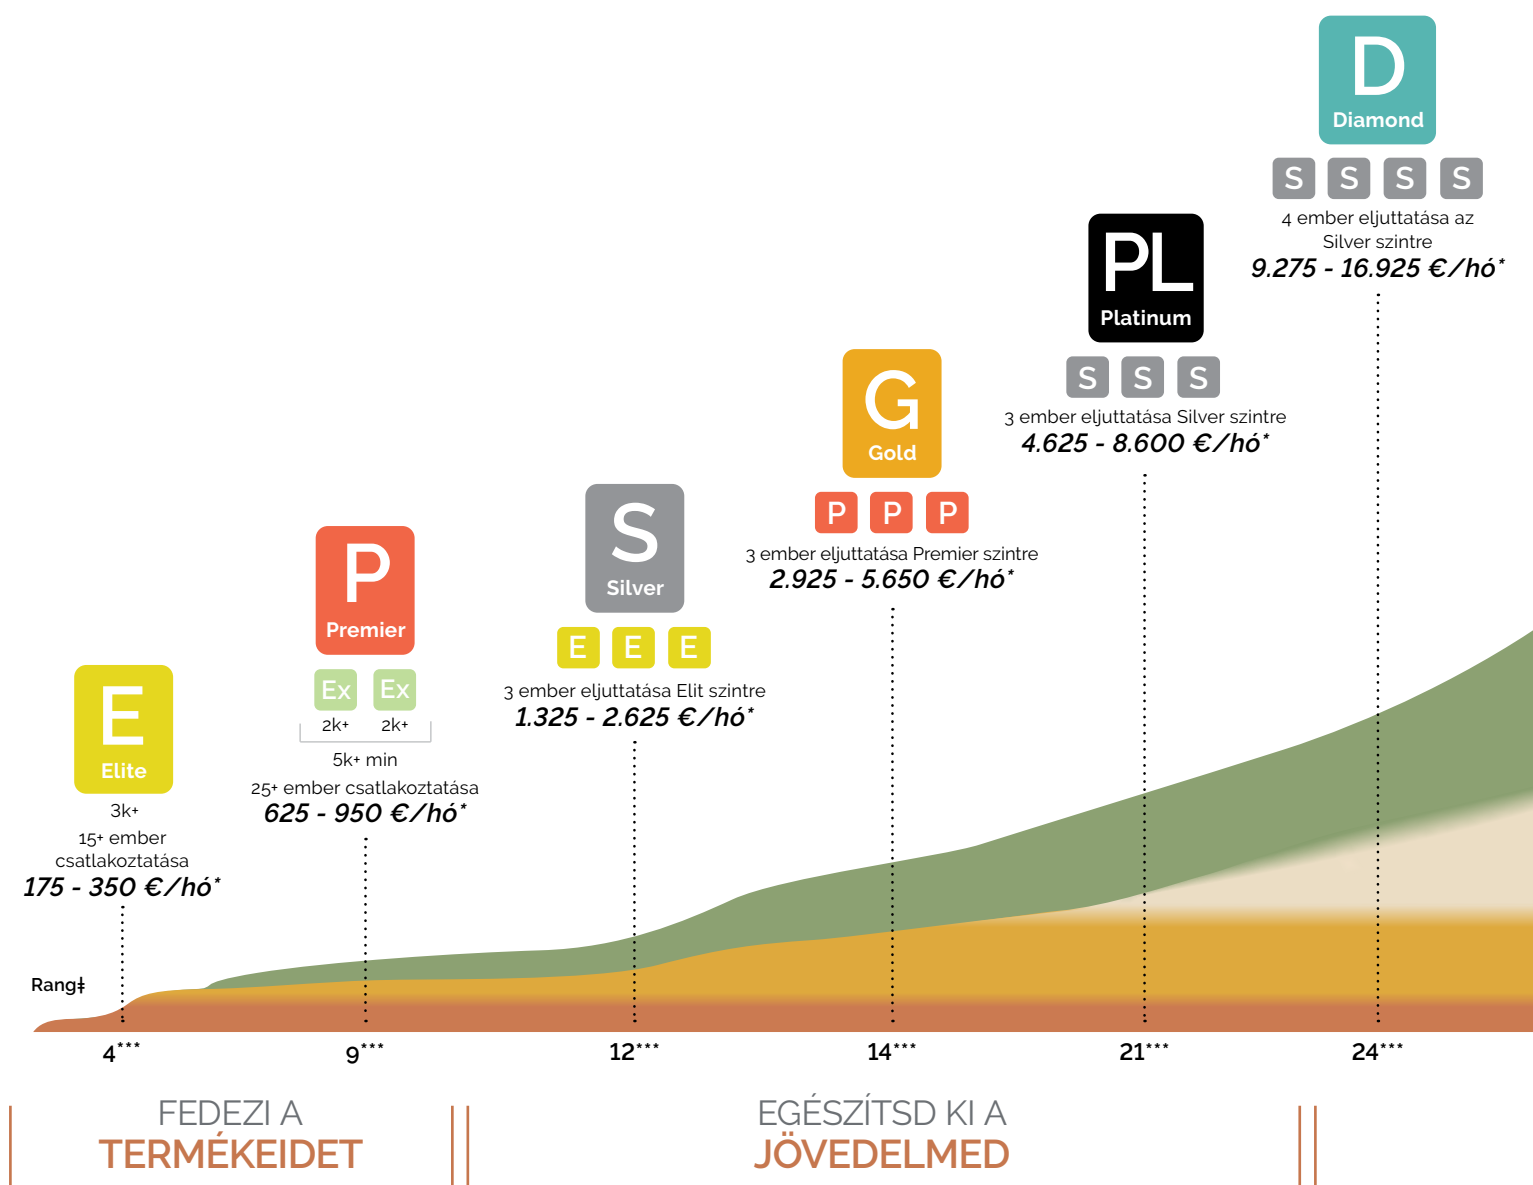 D
Diamond
S S S S
4 ember eljuttatása az
Silver szintre
9.275 - 16.925 €/hó*
PL
Platinum
S S S
3 ember eljuttatása Silver szintre
4.625 - 8.600 €/hó*
G
Gold
P P P
3 ember eljuttatása Premier szintre
2.925 - 5.650 €/hó*
S
Silver
E E E
3 ember eljuttatása Elit szintre
1.325 - 2.625 €/hó*
P
Premier
Ex Ex
2k+ 2k+
5k+ min
25+ ember csatlakoztatása
625 - 950 €/hó*
E
Elite
3k+
15+ ember
csatlakoztatása
175 - 350 €/hó*
Rang‡
4*** 9*** 12*** 14*** 21*** 24***
FEDEZI A
TERMÉKEIDET
EGÉSZÍTSD KI A
JÖVEDELMED